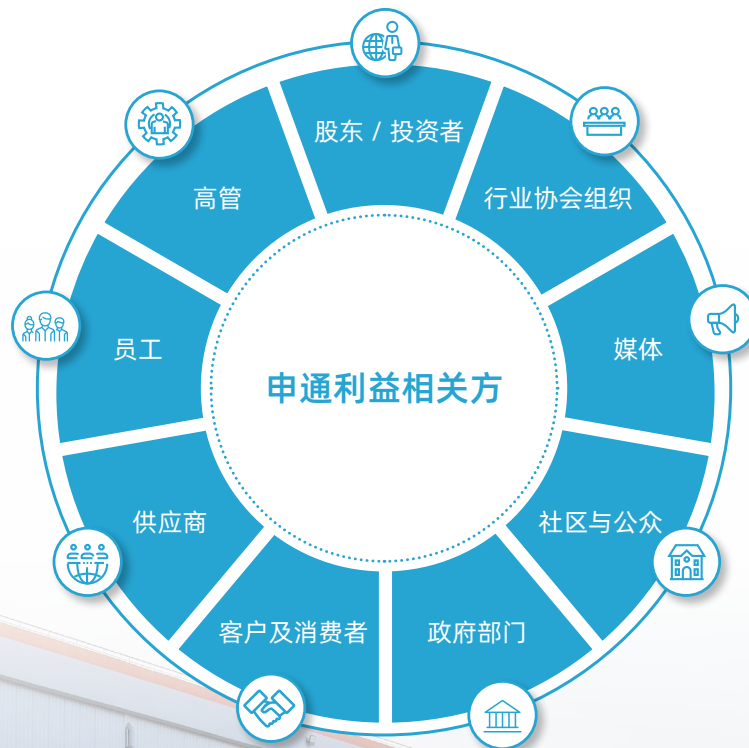 股东 / 投资者
行业协会组织
媒体
社区与公众
政府部门
客户及消费者
供应商
员工
高管
申通利益相关方